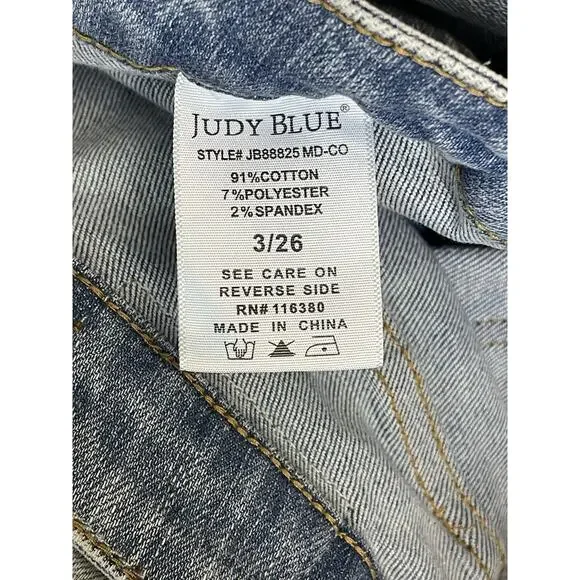 JUDY BLUE®
STYLE# JB88825 MD-CO
91%COTTON
7%POLYESTER
2%SPANDEX
3/26
SEE CARE ON
REVERSE SIDE
RN# 116380
MADE IN CHINA